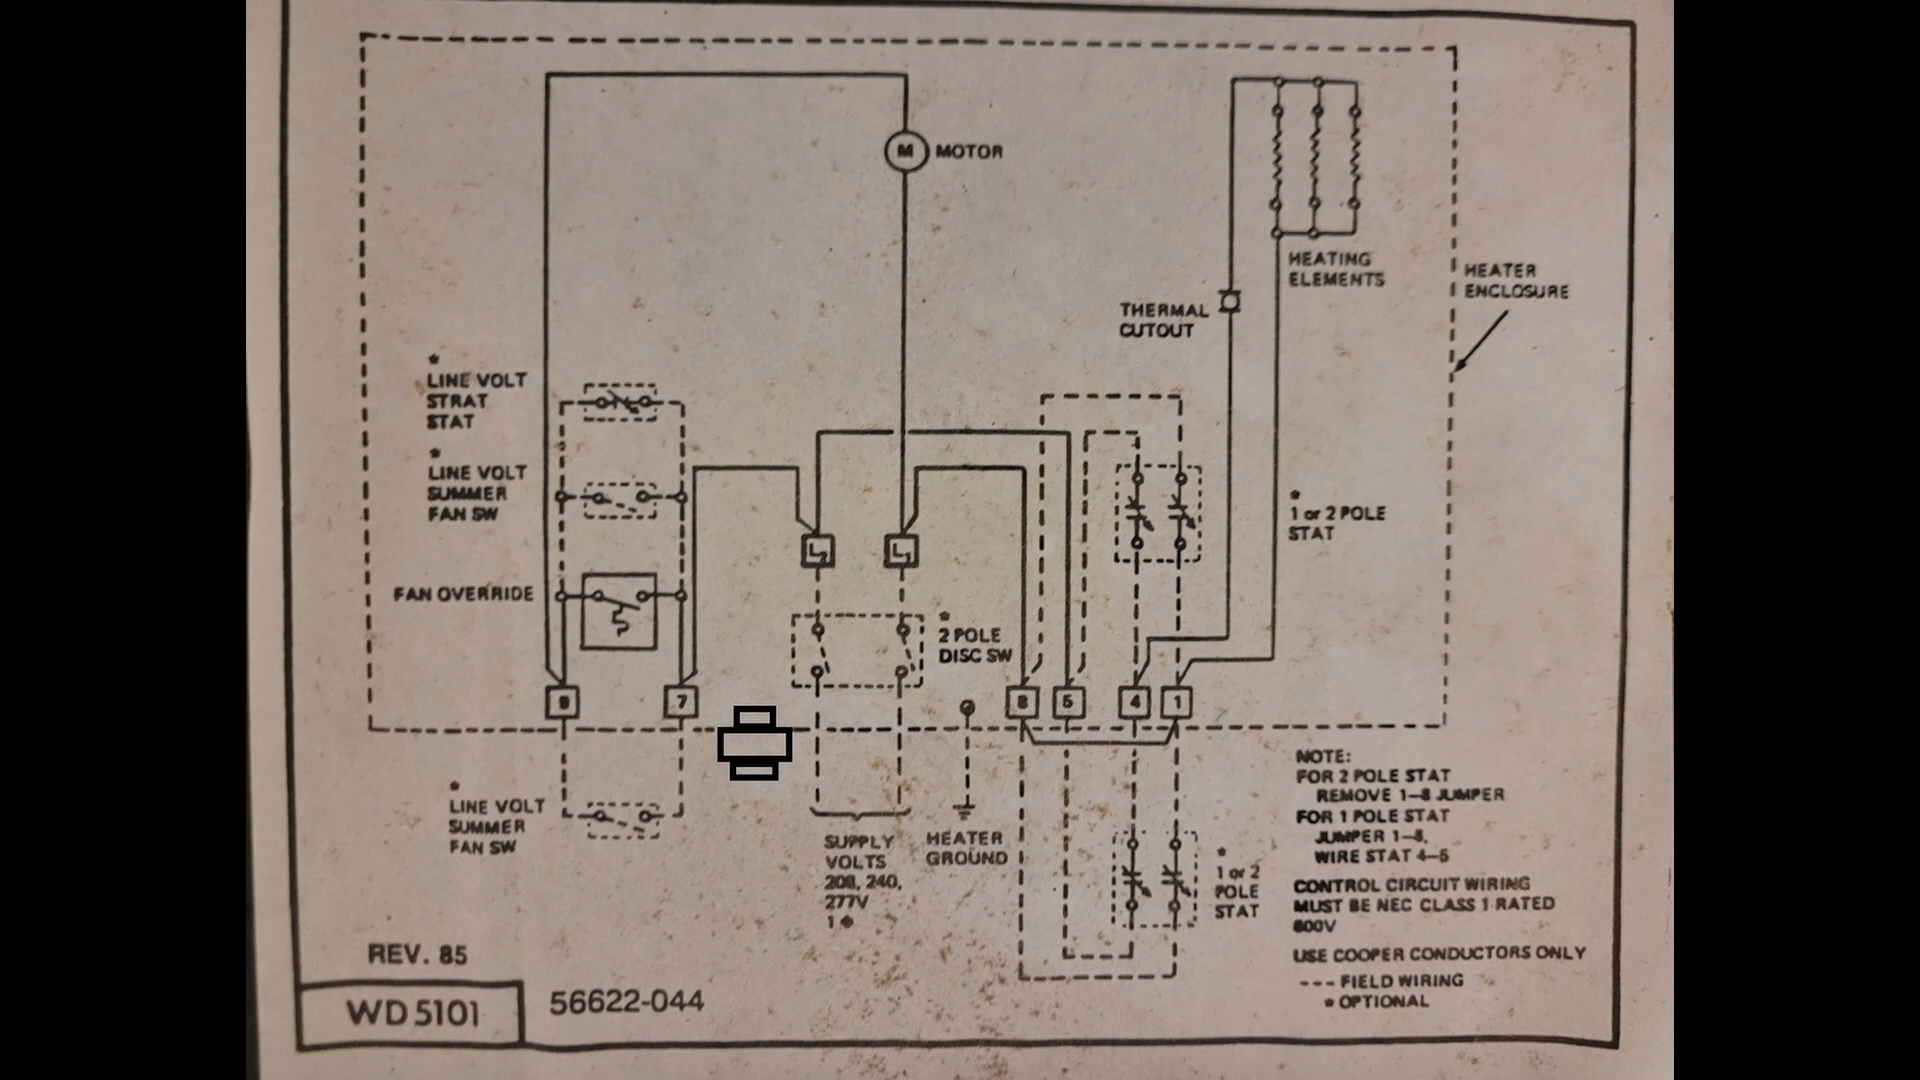 M MOTOR
HEATING
ELEMENTS
HEATER
ENCLOSURE
THERMAL
CUTOUT
*
LINE VOLT
STRAT
STAT
*
LINE VOLT
SUMMER
FAN SW
*
1 or 2 POLE
STAT
L2
L1
FAN OVERRIDE
*
2 POLE
DISC SW
9
7
8
5
4
1
*
LINE VOLT
SUMMER
FAN SW
SUPPLY
VOLTS
208, 240,
277V
1 ϕ
HEATER
GROUND
*
1 or 2
POLE
STAT
NOTE:
FOR 2 POLE STAT
REMOVE 1-8 JUMPER
FOR 1 POLE STAT
JUMPER 1-8,
WIRE STAT 4-5
CONTROL CIRCUIT WIRING
MUST BE NEC CLASS 1 RATED
600V
USE COOPER CONDUCTORS ONLY
--- FIELD WIRING
* OPTIONAL
REV. 85
WD 5101
56622-044